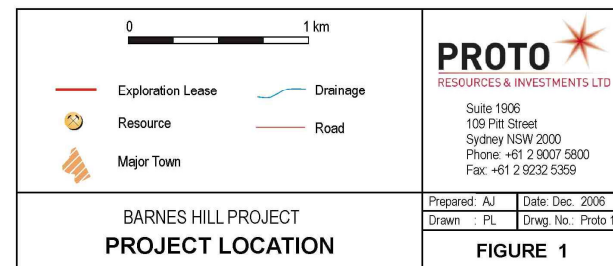 0 1 km
Exploration Lease
Drainage
Resource
Road
Major Town
BARNES HILL PROJECT
PROJECT LOCATION
PROTO
RESOURCES & INVESTMENTS LTD
Suite 1906
109 Pitt Street
Sydney NSW 2000
Phone: +61 2 9007 5800
Fax: +61 2 9232 5359
Prepared: AJ Date: Dec. 2006
Drawn : PL Drwg. No.: Proto 1
FIGURE 1